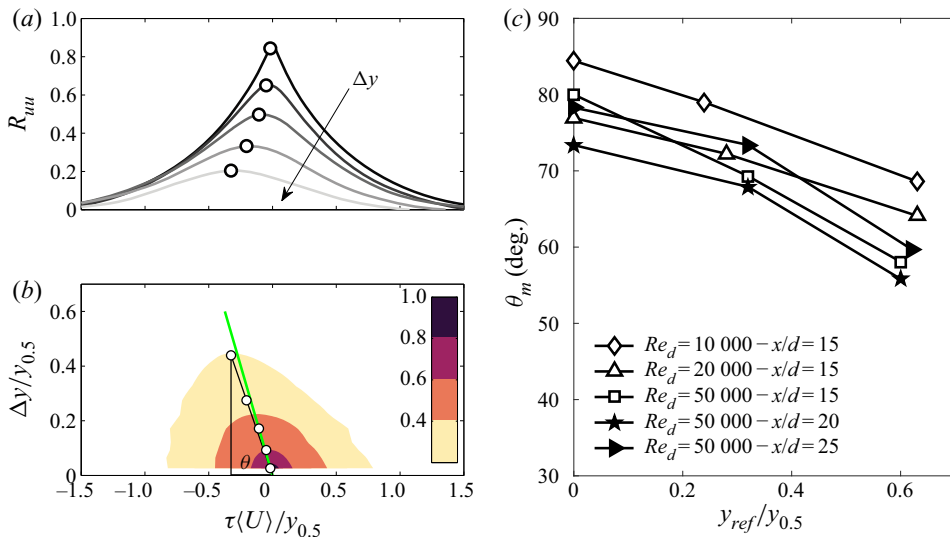 (a)
1.0
0.8
0.6
0.4
0.2
0
R_uu
Δy
(b)
0.6
0.4
0.2
0
Δy/y_0.5
θ
1.0
0.8
0.6
0.4
−1.5 −1.0 −0.5 0 0.5 1.0 1.5
τ⟨U⟩/y_0.5
(c)
90
80
70
60
50
40
30
θ_m (deg.)
Re_d = 10 000 – x/d = 15
Re_d = 20 000 – x/d = 15
Re_d = 50 000 – x/d = 15
Re_d = 50 000 – x/d = 20
Re_d = 50 000 – x/d = 25
0 0.2 0.4 0.6
y_ref/y_0.5